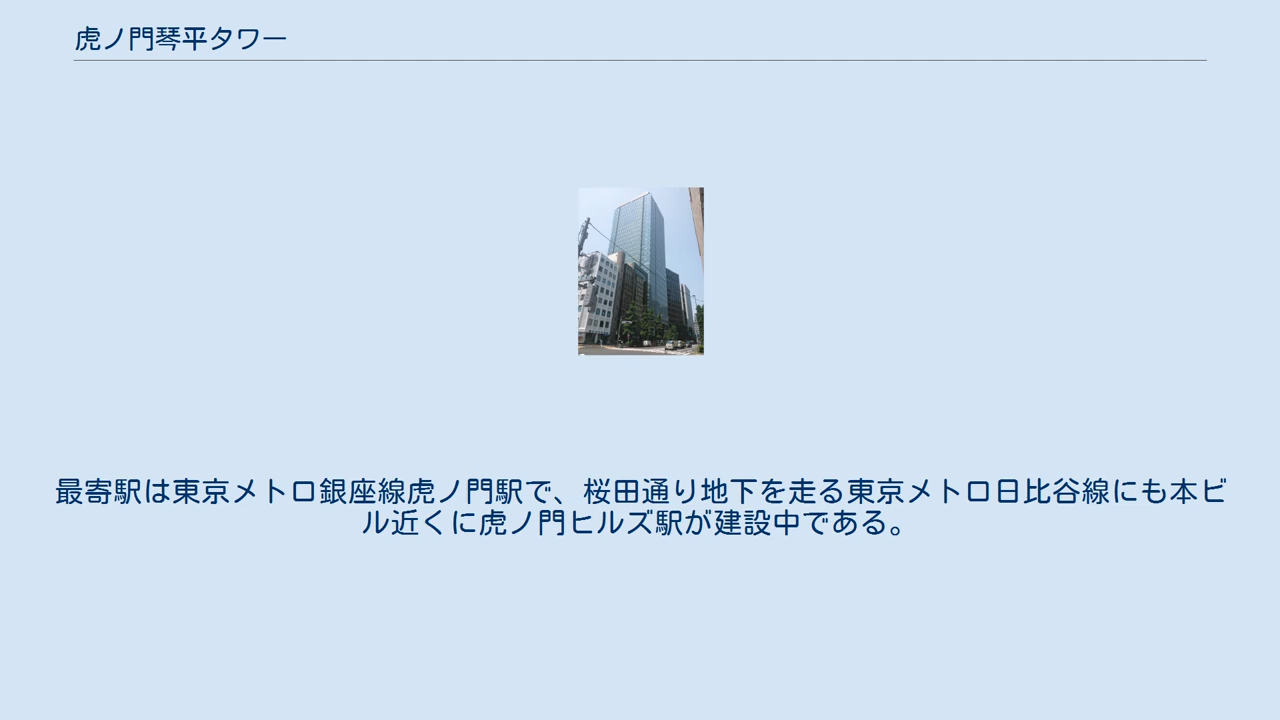 虎ノ門琴平タワー
最寄駅は東京メトロ銀座線虎ノ門駅で、桜田通り地下を走る東京メトロ日比谷線にも本ビ
ル近くに虎ノ門ヒルズ駅が建設中である。